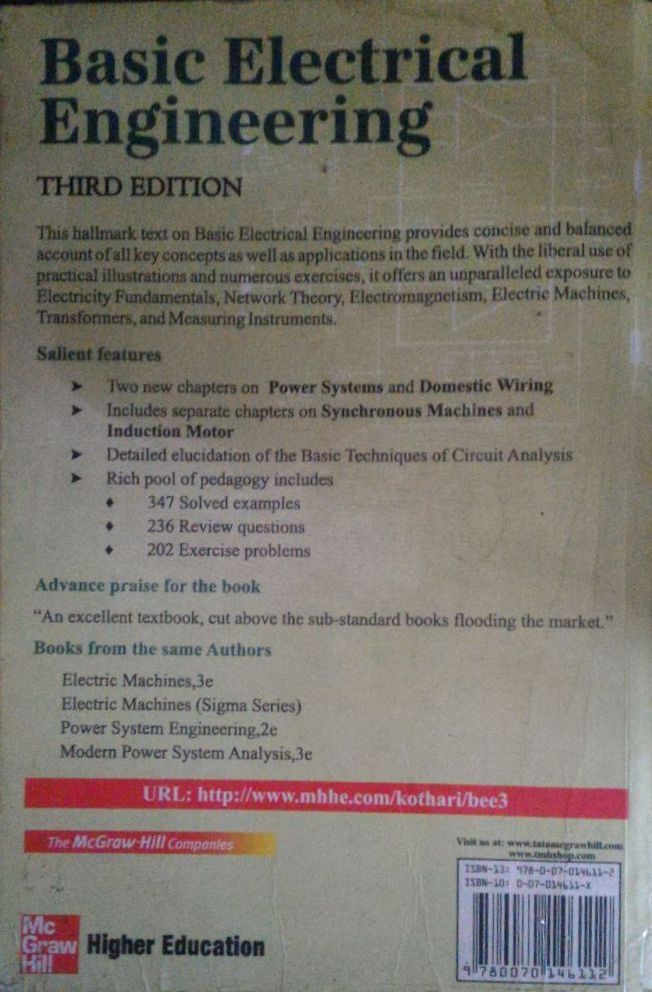 Basic Electrical
Engineering
THIRD EDITION
This hallmark text on Basic Electrical Engineering provides concise and balanced
account of all key concepts as well as applications in the field. With the liberal use of
practical illustrations and numerous exercises, it offers an unparalleled exposure to
Electricity Fundamentals, Network Theory, Electromagnetism, Electric Machines,
Transformers, and Measuring Instruments.
Salient features
➤ Two new chapters on Power Systems and Domestic Wiring
➤ Includes separate chapters on Synchronous Machines and
Induction Motor
➤ Detailed elucidation of the Basic Techniques of Circuit Analysis
➤ Rich pool of pedagogy includes
♦ 347 Solved examples
♦ 236 Review questions
♦ 202 Exercise problems
Advance praise for the book
“An excellent textbook, cut above the sub-standard books flooding the market.”
Books from the same Authors
Electric Machines,3e
Electric Machines (Sigma Series)
Power System Engineering,2e
Modern Power System Analysis,3e
URL: http://www.mhhe.com/kothari/bee3
The McGraw-Hill Companies
Visit us at: www.tatamcgrawhill.com
www.tmhshop.com
ISBN-13: 978-0-07-014611-2
ISBN-10: 0-07-014611-X
9 780070 146112
Mc
Graw
Hill
Higher Education